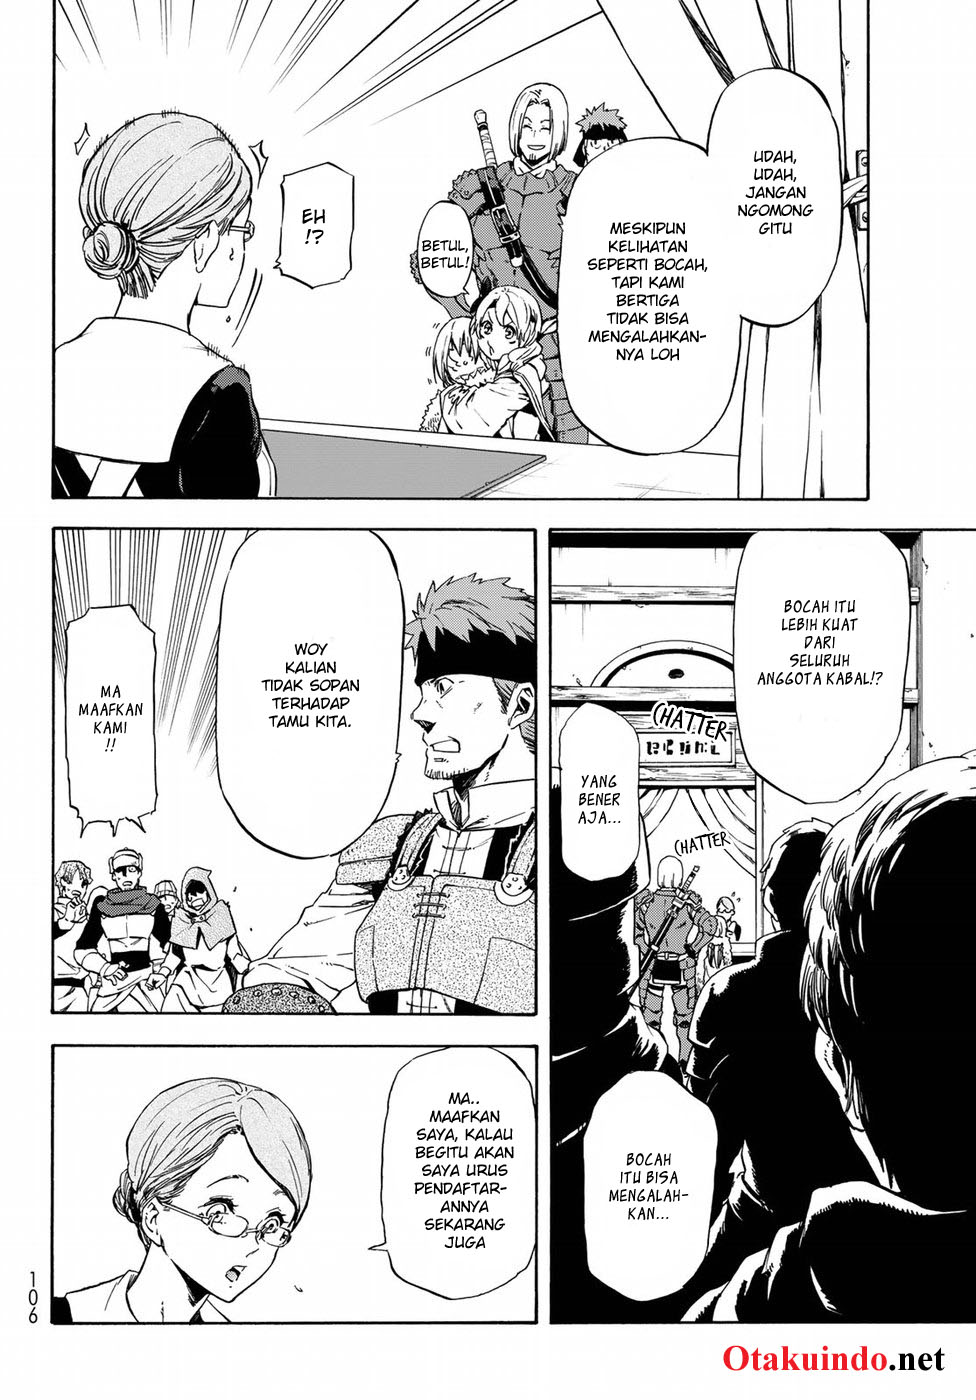 UDAH,
UDAH,
JANGAN
NGOMONG
GITU
MESKIPUN
KELIHATAN
SEPERTI BOCAH,
TAPI KAMI
BERTIGA
TIDAK BISA
MENGALAHKAN-
NYA LOH
BETUL,
BETUL!
EH
!?
BOCAH ITU
LEBIH KUAT
DARI
SELURUH
ANGGOTA KABAL!?
CHATTER
YANG
BENER
AJA...
CHATTER
BOCAH
ITU BISA
MENGALAH-
KAN...
WOY
KALIAN
TIDAK SOPAN
TERHADAP
TAMU KITA.
MA
MAAFKAN
KAMI
!!
MA..
MAAFKAN
SAYA, KALAU
BEGITU AKAN
SAYA URUS
PENDAFTAR-
ANNYA
SEKARANG
JUGA
106
Otakuindo.net